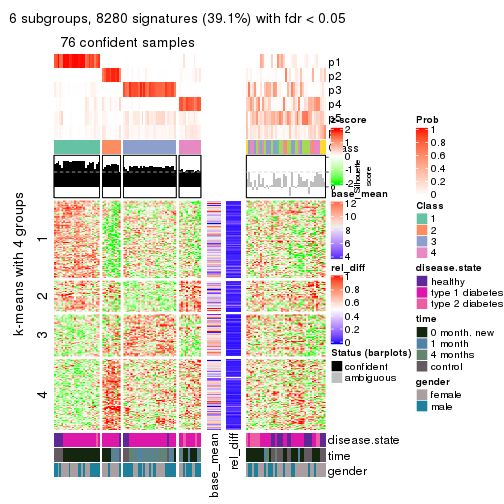 6 subgroups, 8280 signatures (39.1%) with fdr < 0.05
76 confident samples
k-means with 4 groups
1
2
3
4
p1
p2
p3
p4
p5
Class
Silhouette
score
z-score
2
1
0
-1
-2
base_mean
12
10
8
6
4
rel_diff
1
0.8
0.6
0.4
0.2
0
Status (barplots)
confident
ambiguous
Prob
1
0.8
0.6
0.4
0.2
0
Class
1
2
3
4
disease.state
healthy
type 1 diabetes
type 2 diabetes
time
0 month. new
1 month
4 months
control
gender
female
male
disease.state
time
gender
base_mean
rel_diff